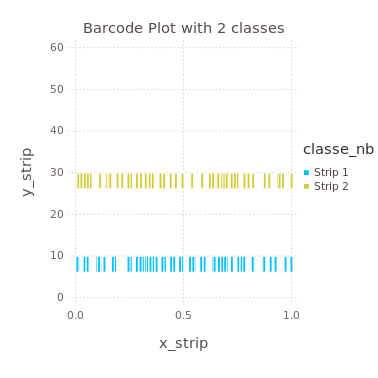 Barcode Plot with 2 classes
60
50
40
30
20
10
0
y_strip
0.0
0.5
1.0
x_strip
classe_nb
Strip 1
Strip 2